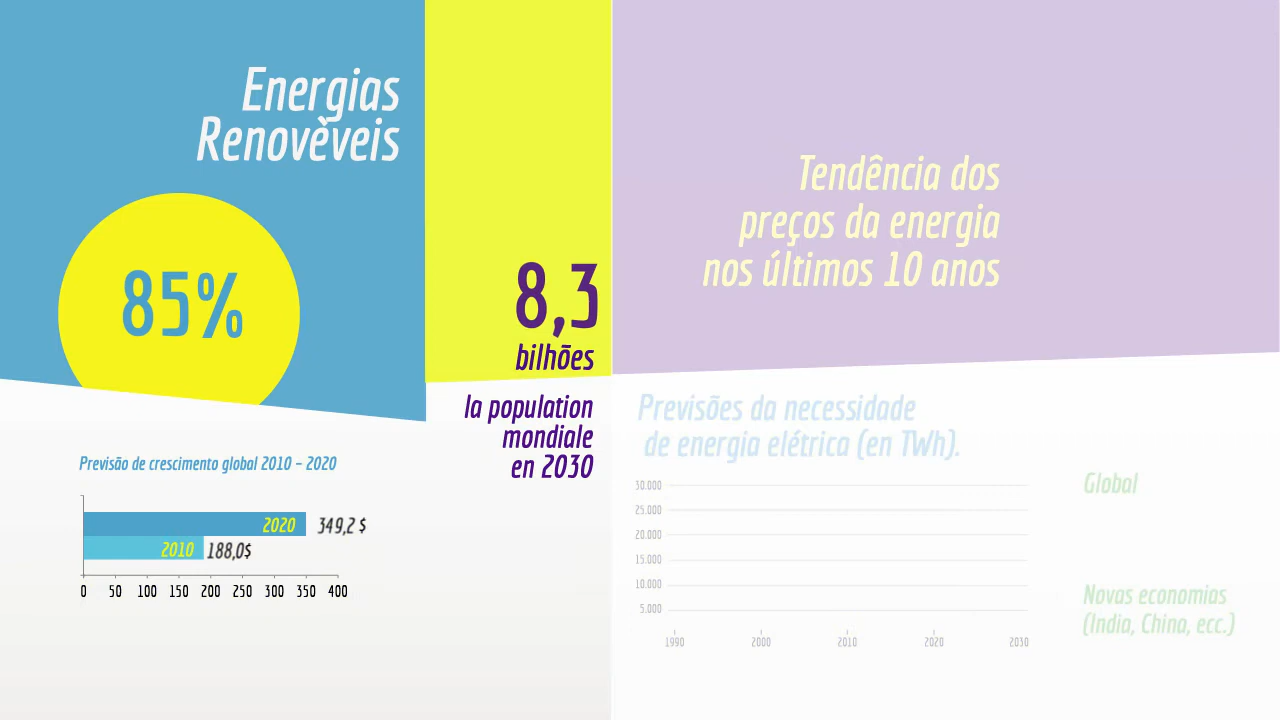 Energias
Renověveis
85%
Previsão de crescimento global 2010 – 2020
2020 349,2 $
2010 188,0$
0 50 100 150 200 250 300 350 400
8,3
bilhões
la population
mondiale
en 2030
Tendência dos
preços da energia
nos últimos 10 anos
Previsões da necessidade
de energia elétrica (en TWh).
30.000
25.000
20.000
15.000
10.000
5.000
1990 2000 2010 2020 2030
Global
Novas economias
(India, China, ecc.)